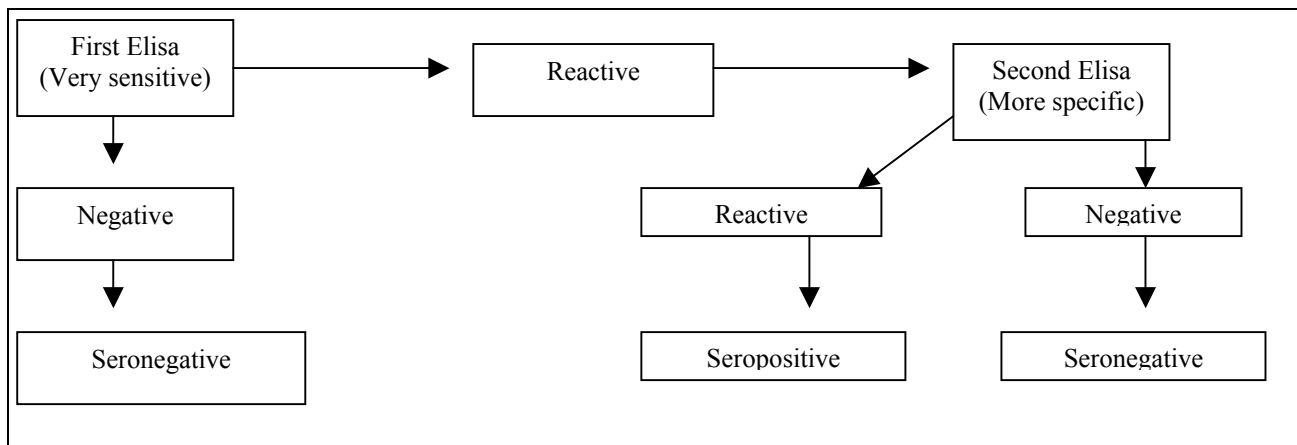 First Elisa
(Very sensitive)
Reactive
Second Elisa
(More specific)
Negative
Reactive
Negative
Seronegative
Seropositive
Seronegative